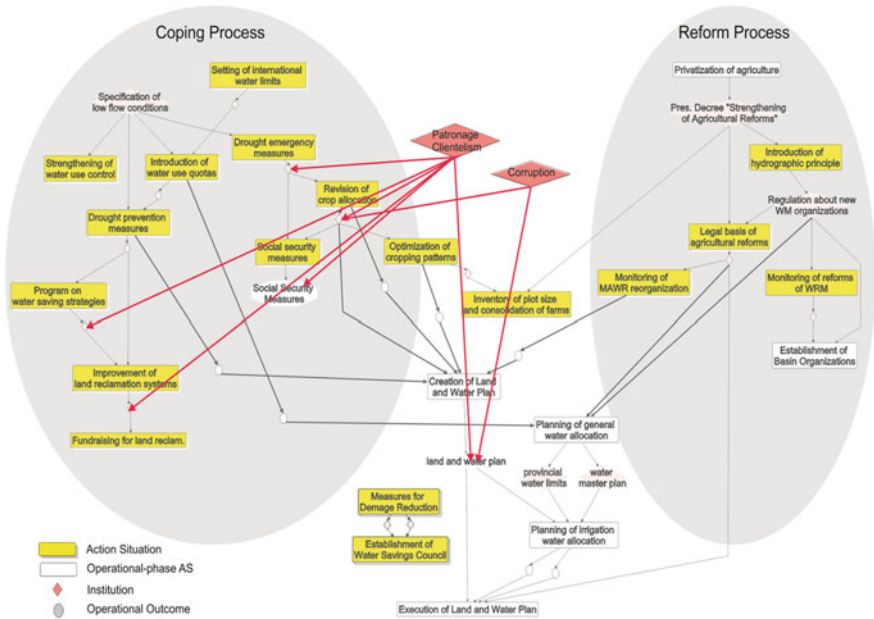 Coping Process
Reform Process
Setting of international
water limits
Privatization of agriculture
Specification of
low flow conditions
Pres. Decree "Strengthening
of Agricultural Reforms"
Patronage
Clientelism
Drought emergency
measures
Strengthening of
water use control
Introduction of
water use quotas
Introduction of
hydrographic principle
Corruption
Revision of
crop allocation
Regulation about new
WM organizations
Drought prevention
measures
Legal basis of
agricultural reforms
Social security
measures
Optimization of
cropping patterns
Monitoring of
MAWR reorganization
Monitoring of reforms
of WRM
Social Security
Measures
Program on
water saving strategies
Inventory of plot size
and consolidation of farms
Establishment of
Basin Organizations
Improvement of
land reclamation systems
Creation of Land
and Water Plan
Planning of general
water allocation
Fundraising for land reclam.
land and water plan
provincial
water limits
water
master plan
Measures for
Demage Reduction
Planning of irrigation
water allocation
Establishment of
Water Savings Council
Action Situation
Operational-phase AS
Institution
Operational Outcome
Execution of Land and Water Plan